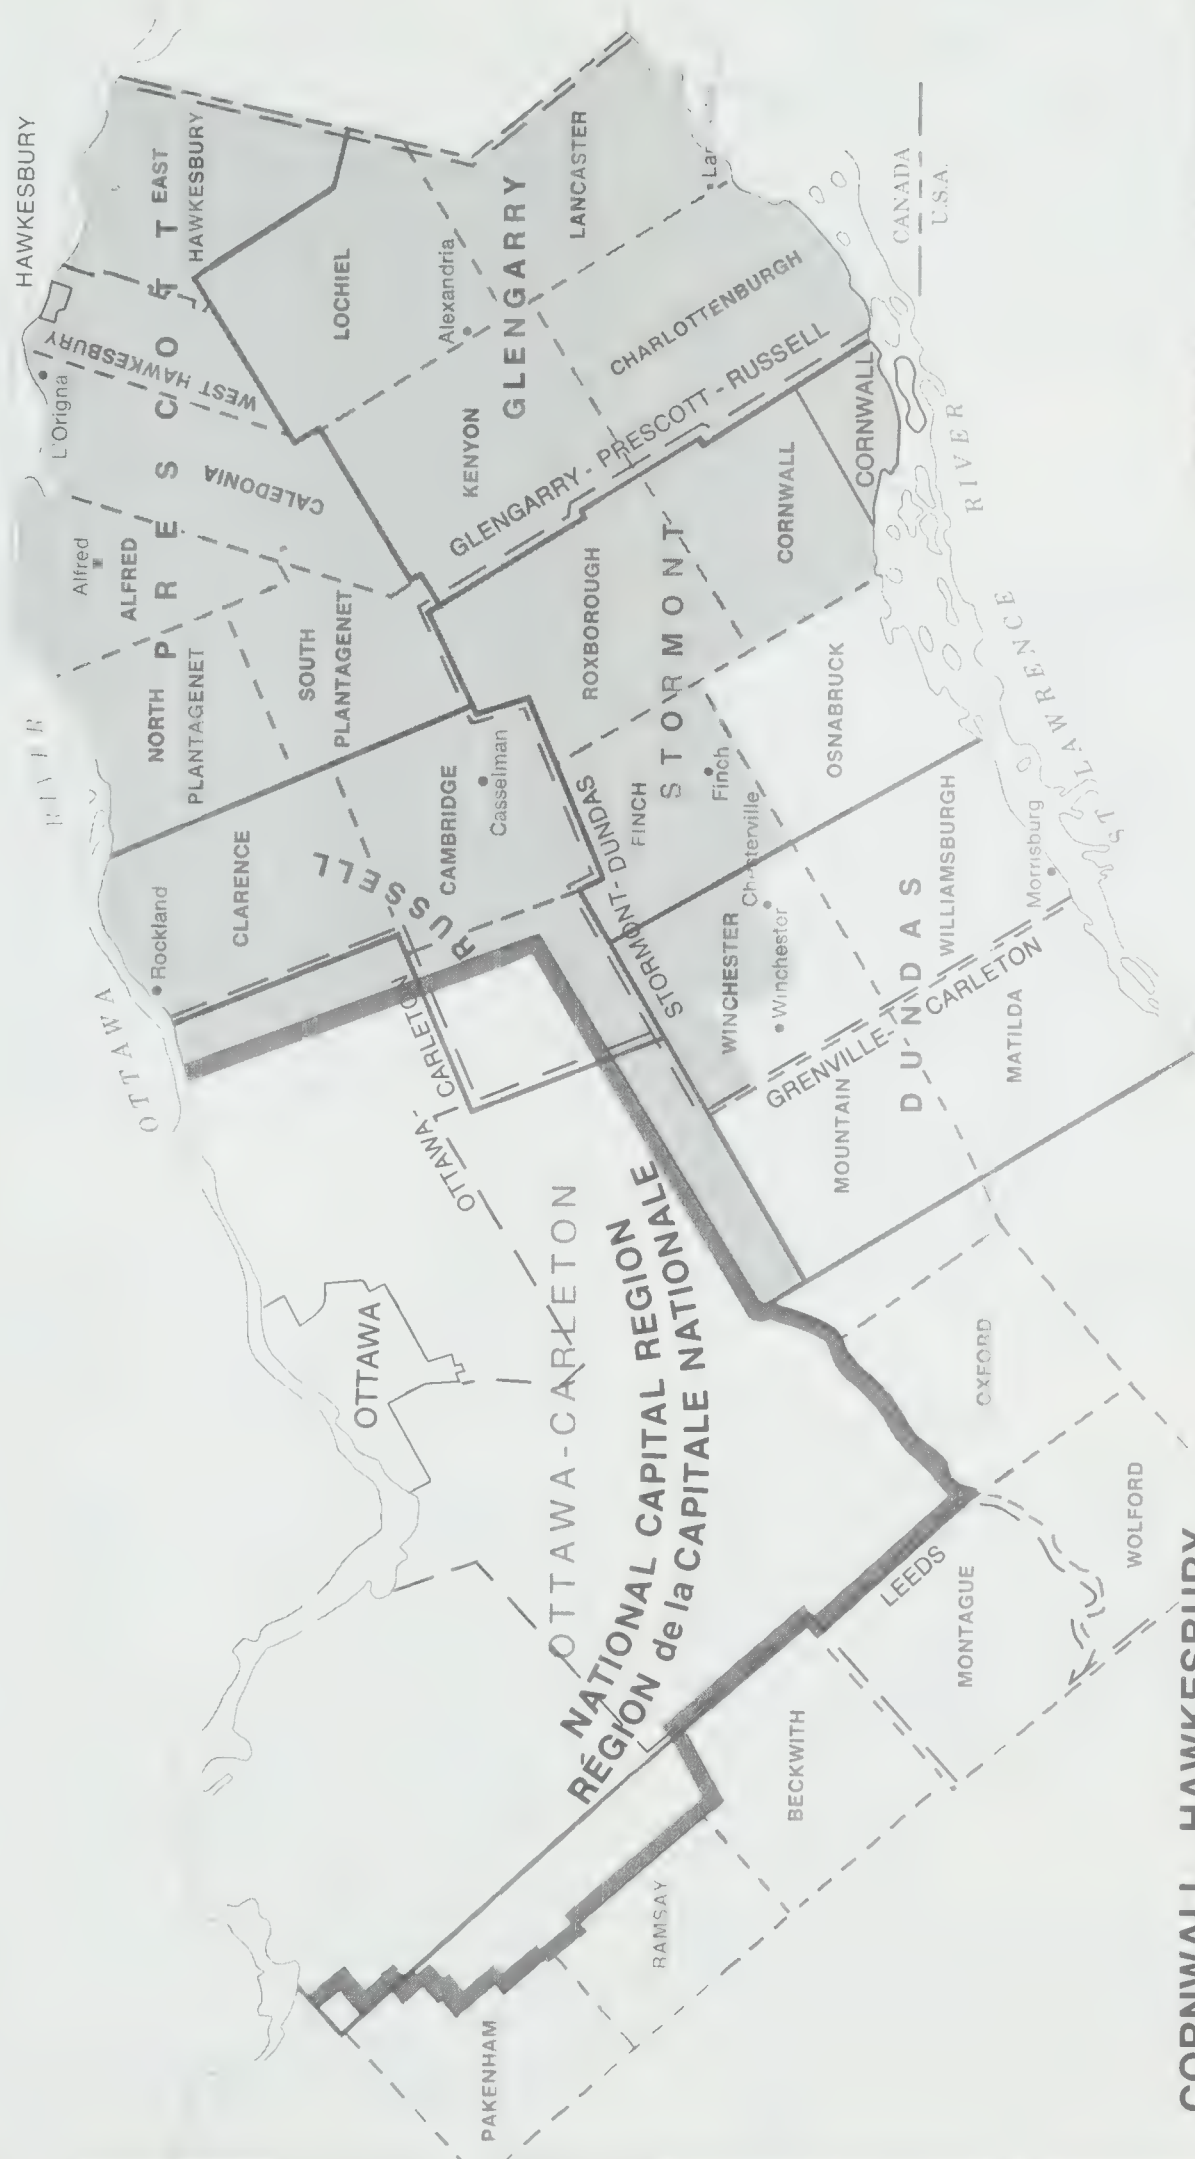 HAWKESBURY
L'Orignal
WEST HAWKESBURY
EAST
HAWKESBURY
PRESCOTT
Alfred
ALFRED
CALEDONIA
LOCHIEL
NORTH
PLANTAGENET
SOUTH
PLANTAGENET
Alexandria
GLENGARRY
LANCASTER
KENYON
CHARLOTTENBURGH
GLENGARRY - PRESCOTT - RUSSELL
CORNWALL
CORNWALL
CANADA
U.S.A.
RIVER
ST. LAWRENCE
ROXBOROUGH
STORMONT
OSNABRUCK
FINCH
Finch
OTTAWA
RIVER
Rockland
CLARENCE
RUSSELL
CAMBRIDGE
Casselman
STORMONT-DUNDAS
Chesterville
WINCHESTER
Winchester
WILLIAMSBURGH
Morrisburg
DUNDAS
GRENVILLE-CARLETON
MOUNTAIN
MATILDA
OTTAWA-CARLETON
OTTAWA
OTTAWA-CARLETON
NATIONAL CAPITAL REGION
RÉGION de la CAPITALE NATIONALE
OXFORD
WOLFORD
LEEDS
MONTAGUE
BECKWITH
RAMSAY
PAKENHAM
CORNWALL HAWKESBURY